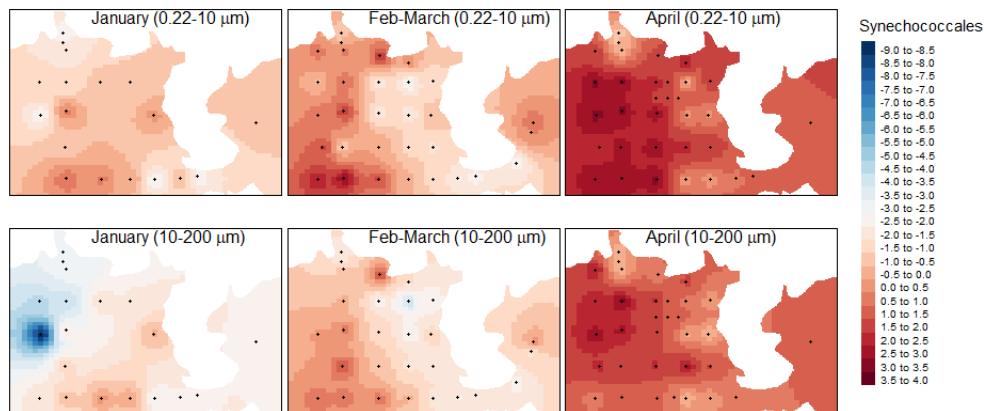 January (0.22-10 μm)
Feb-March (0.22-10 μm)
April (0.22-10 μm)
January (10-200 μm)
Feb-March (10-200 μm)
April (10-200 μm)
Synechococcales
-9.0 to -8.5
-8.5 to -8.0
-8.0 to -7.5
-7.5 to -7.0
-7.0 to -6.5
-6.5 to -6.0
-6.0 to -5.5
-5.5 to -5.0
-5.0 to -4.5
-4.5 to -4.0
-4.0 to -3.5
-3.5 to -3.0
-3.0 to -2.5
-2.5 to -2.0
-2.0 to -1.5
-1.5 to -1.0
-1.0 to -0.5
-0.5 to 0.0
0.0 to 0.5
0.5 to 1.0
1.0 to 1.5
1.5 to 2.0
2.0 to 2.5
2.5 to 3.0
3.0 to 3.5
3.5 to 4.0